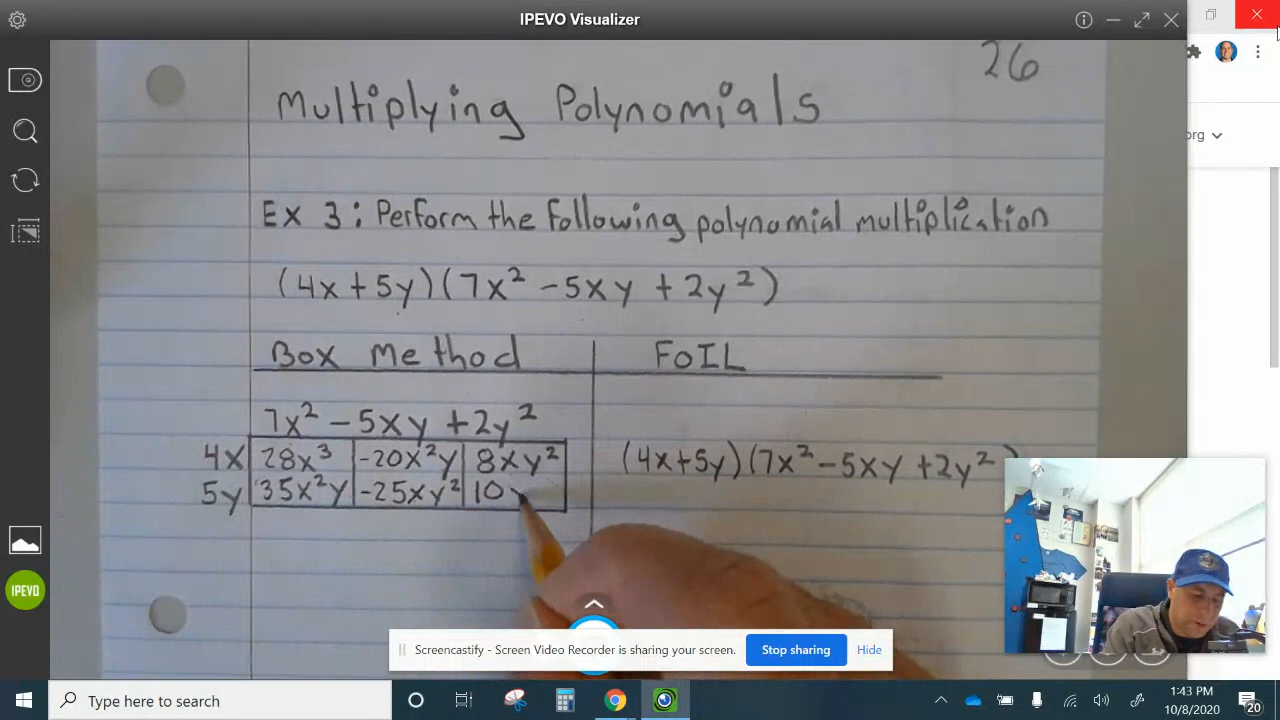 IPEVO Visualizer
26
Multiplying Polynomials
org
Ex 3: Perform the following polynomial multiplication
(4x+5y)(7x² -5xy +2y²)
Box Method FOIL
7x² -5xy +2y²
4x 28x³ -20x²y 8xy² (4x+5y)(7x²-5xy+2y²)
5y 35x²y -25xy² 10y
IPEVO
Screencastify - Screen Video Recorder is sharing your screen. Stop sharing Hide
Type here to search
1:43 PM
10/8/2020
20